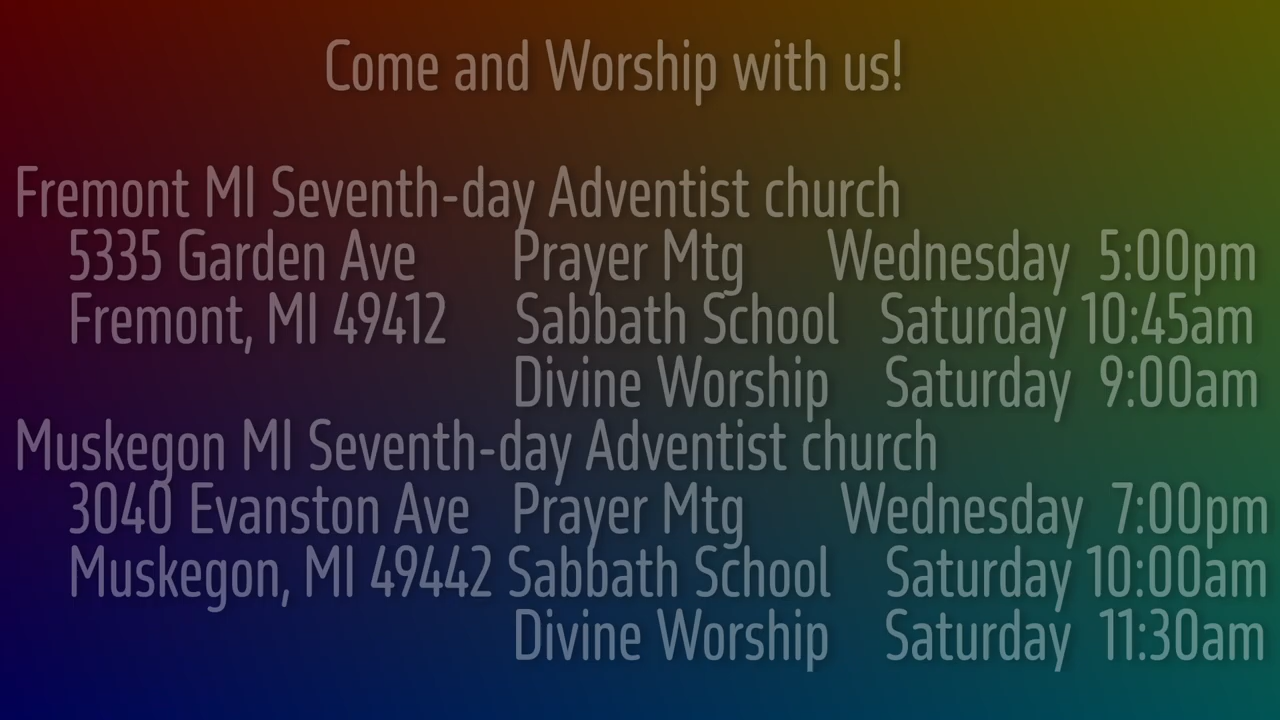 Come and Worship with us!
Fremont MI Seventh-day Adventist church
5335 Garden Ave Prayer Mtg Wednesday 5:00pm
Fremont, MI 49412 Sabbath School Saturday 10:45am
Divine Worship Saturday 9:00am
Muskegon MI Seventh-day Adventist church
3040 Evanston Ave Prayer Mtg Wednesday 7:00pm
Muskegon, MI 49442 Sabbath School Saturday 10:00am
Divine Worship Saturday 11:30am